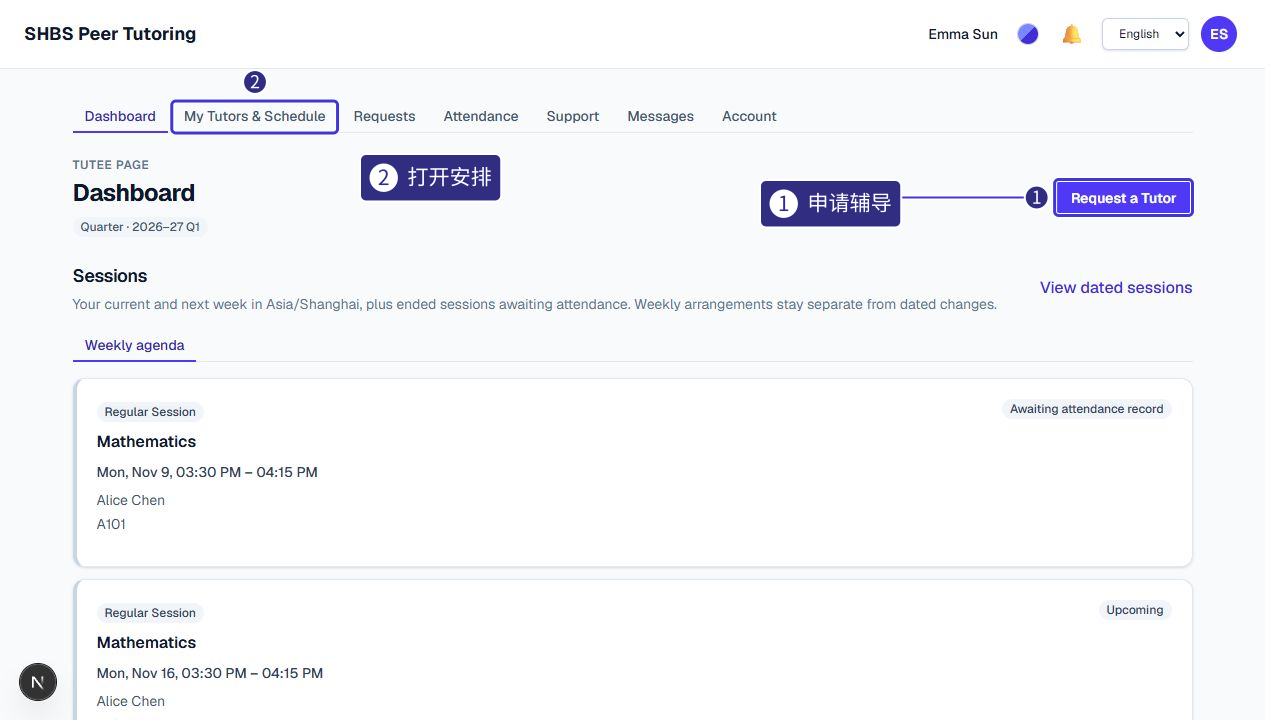 SHBS Peer Tutoring
Emma Sun
English
ES
2
Dashboard
My Tutors & Schedule
Requests
Attendance
Support
Messages
Account
TUTEE PAGE
Dashboard
2 打开安排
1 申请辅导
1
Request a Tutor
Quarter · 2026–27 Q1
Sessions
Your current and next week in Asia/Shanghai, plus ended sessions awaiting attendance. Weekly arrangements stay separate from dated changes.
View dated sessions
Weekly agenda
Regular Session
Awaiting attendance record
Mathematics
Mon, Nov 9, 03:30 PM – 04:15 PM
Alice Chen
A101
Regular Session
Upcoming
Mathematics
Mon, Nov 16, 03:30 PM – 04:15 PM
Alice Chen
N